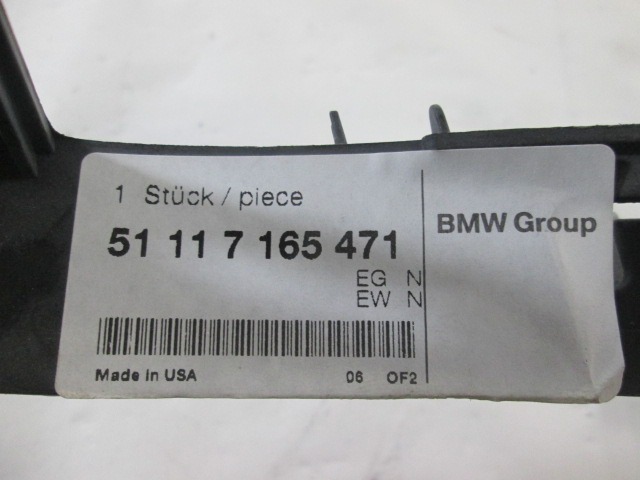 1 Stück / piece
51 11 7 165 471
EG N
EW N
Made in USA 06 OF2
BMW Group